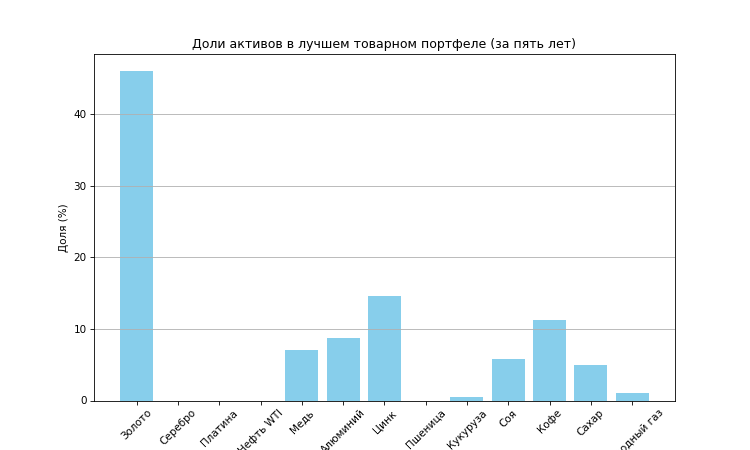 Доли активов в лучшем товарном портфеле (за пять лет)
Доля (%)
40
30
20
10
0
Золото
Серебро
Платина
Нефть WTI
Медь
Алюминий
Цинк
Пшеница
Кукуруза
Соя
Кофе
Сахар
одный газ